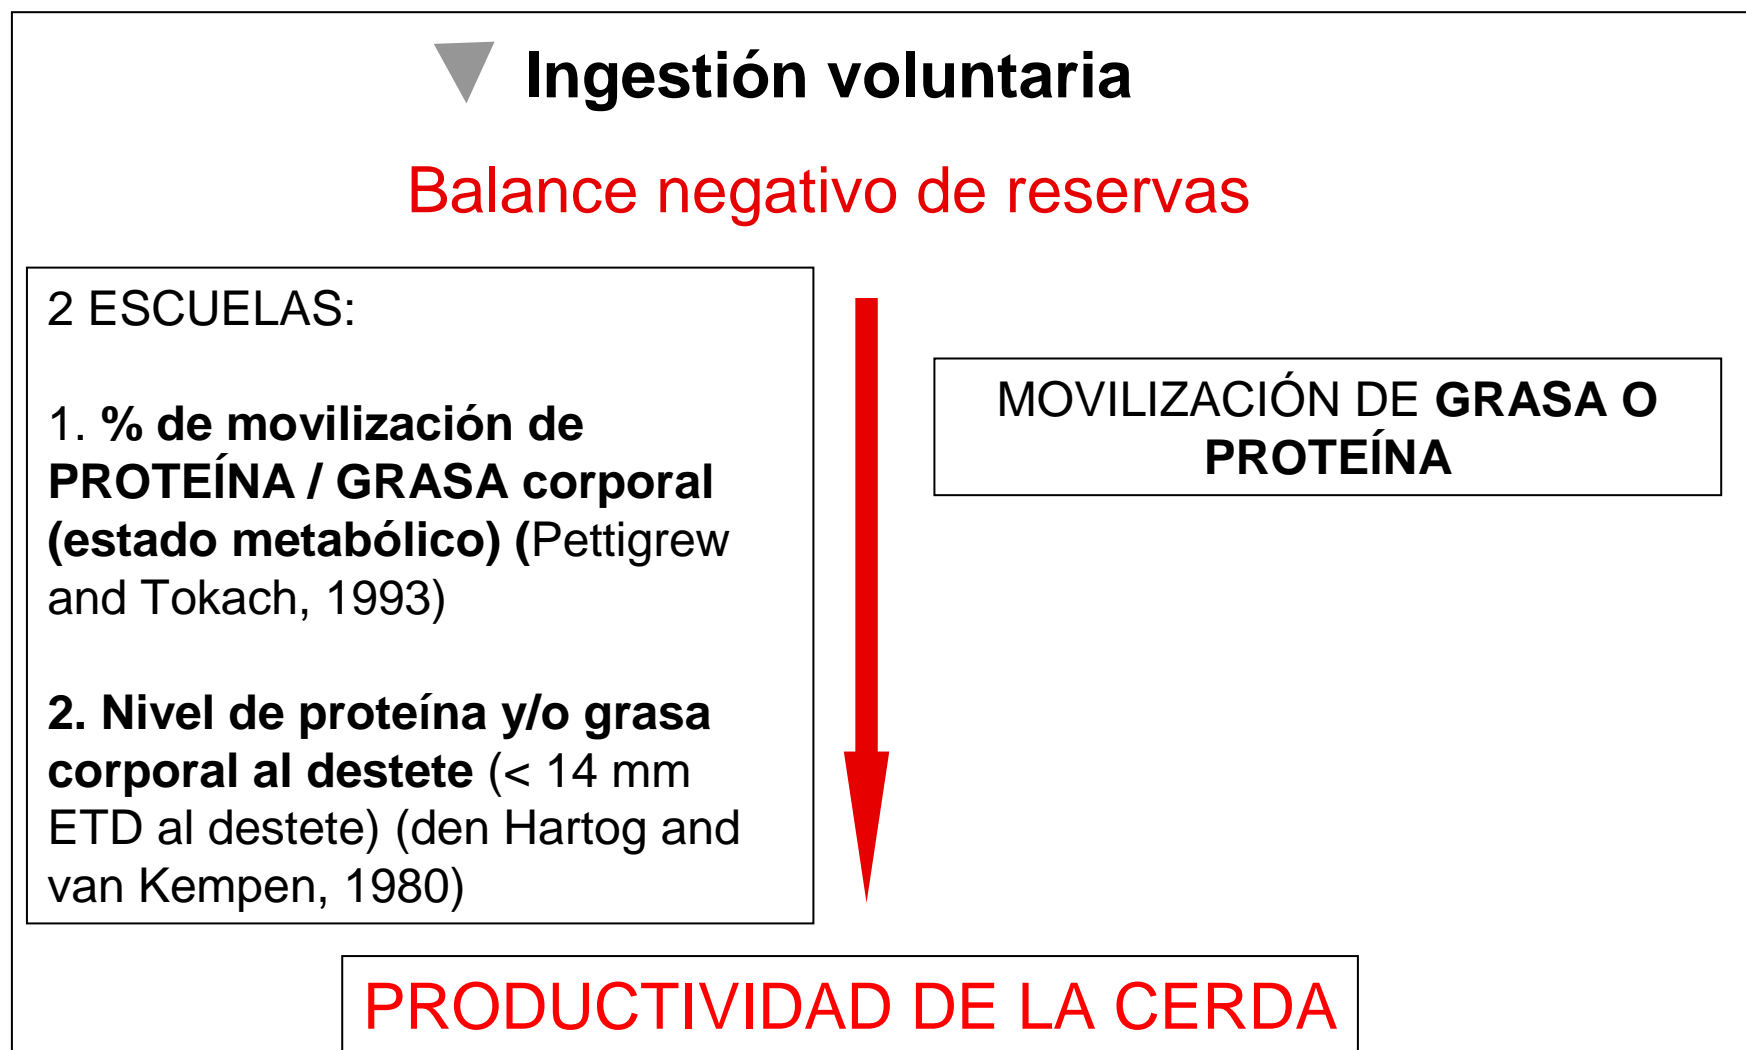 Ingestión voluntaria
Balance negativo de reservas
2 ESCUELAS:
1. % de movilización de
PROTEÍNA / GRASA corporal
(estado metabólico) (Pettigrew
and Tokach, 1993)
2. Nivel de proteína y/o grasa
corporal al destete (< 14 mm
ETD al destete) (den Hartog and
van Kempen, 1980)
MOVILIZACIÓN DE GRASA O
PROTEÍNA
PRODUCTIVIDAD DE LA CERDA